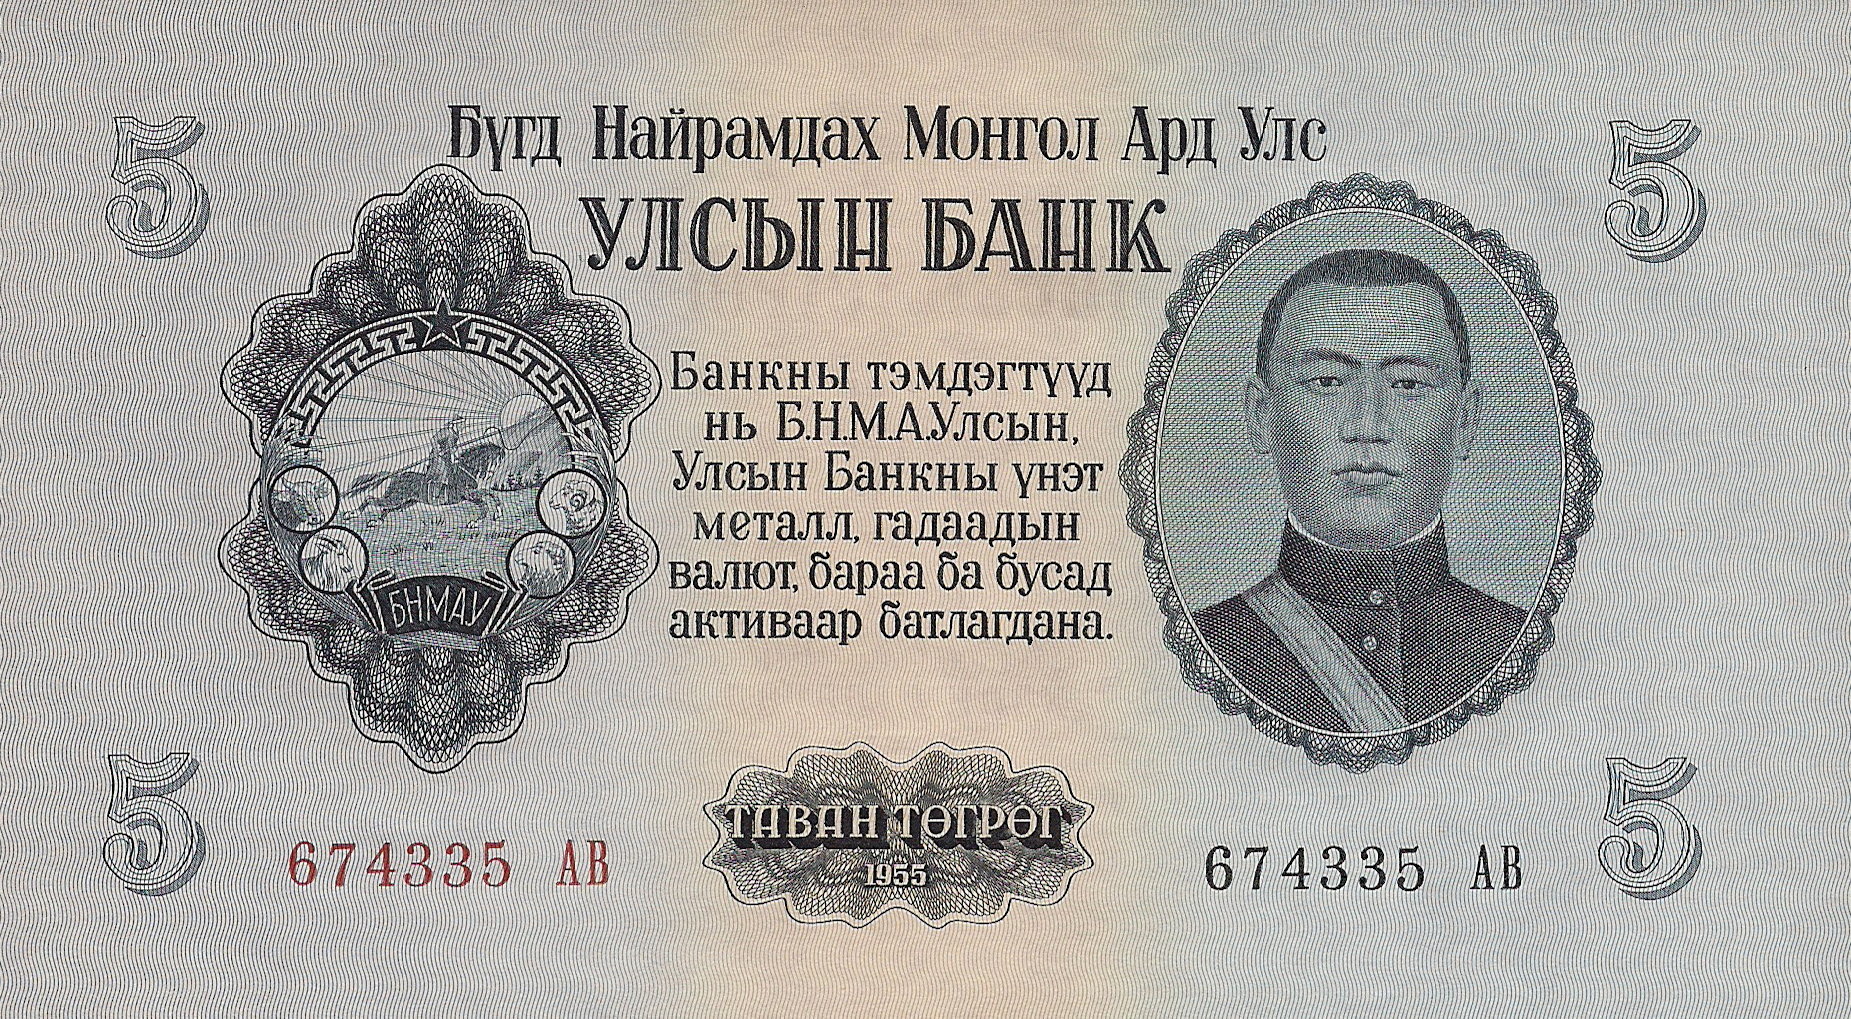 5
5
Бүгд Найрамдах Монгол Ард Улс
УЛСЫН БАНК
Банкны тэмдэгтүүд
нь Б.Н.М.А.Улсын,
Улсын Банкны үнэт
металл, гадаадын
валют, бараа ба бусад
активаар батлагдана.
БНМАУ
ТАВАН ТӨГРӨГ
1955
5
674335 АВ
674335 АВ
5